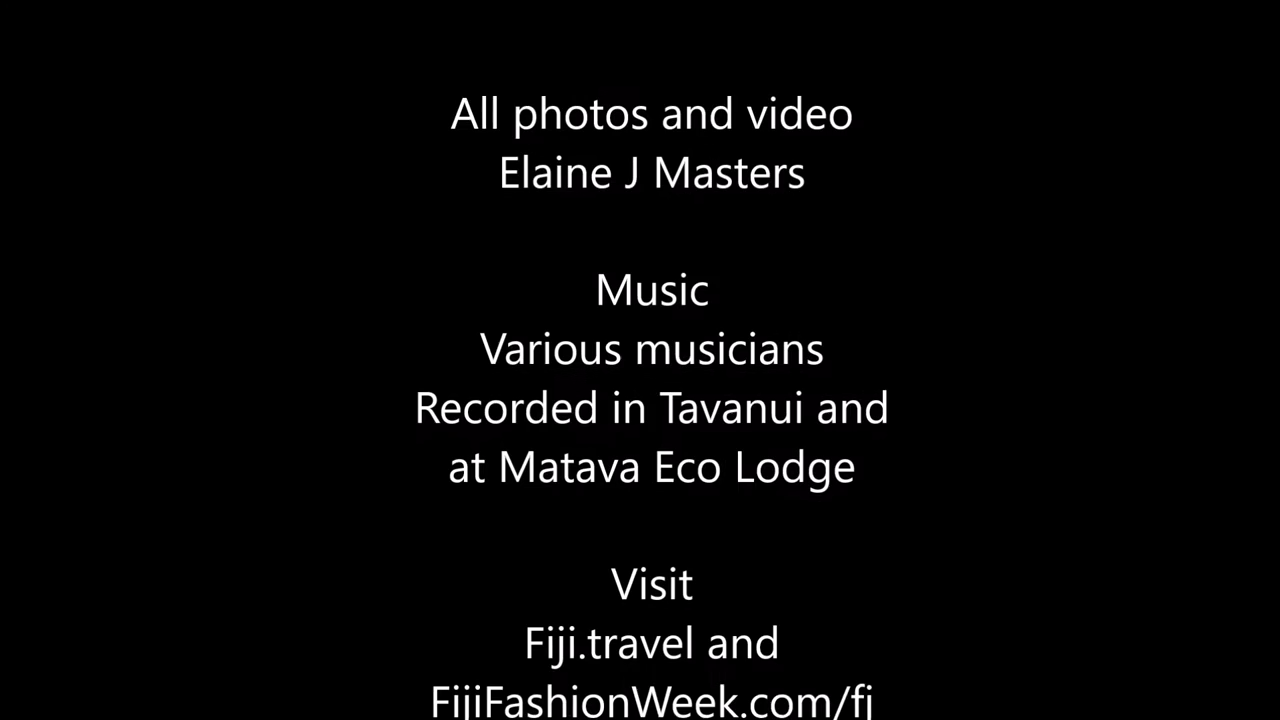 All photos and video
Elaine J Masters
Music
Various musicians
Recorded in Tavanui and
at Matava Eco Lodge
Visit
Fiji.travel and
FijiFashionWeek.com/fj